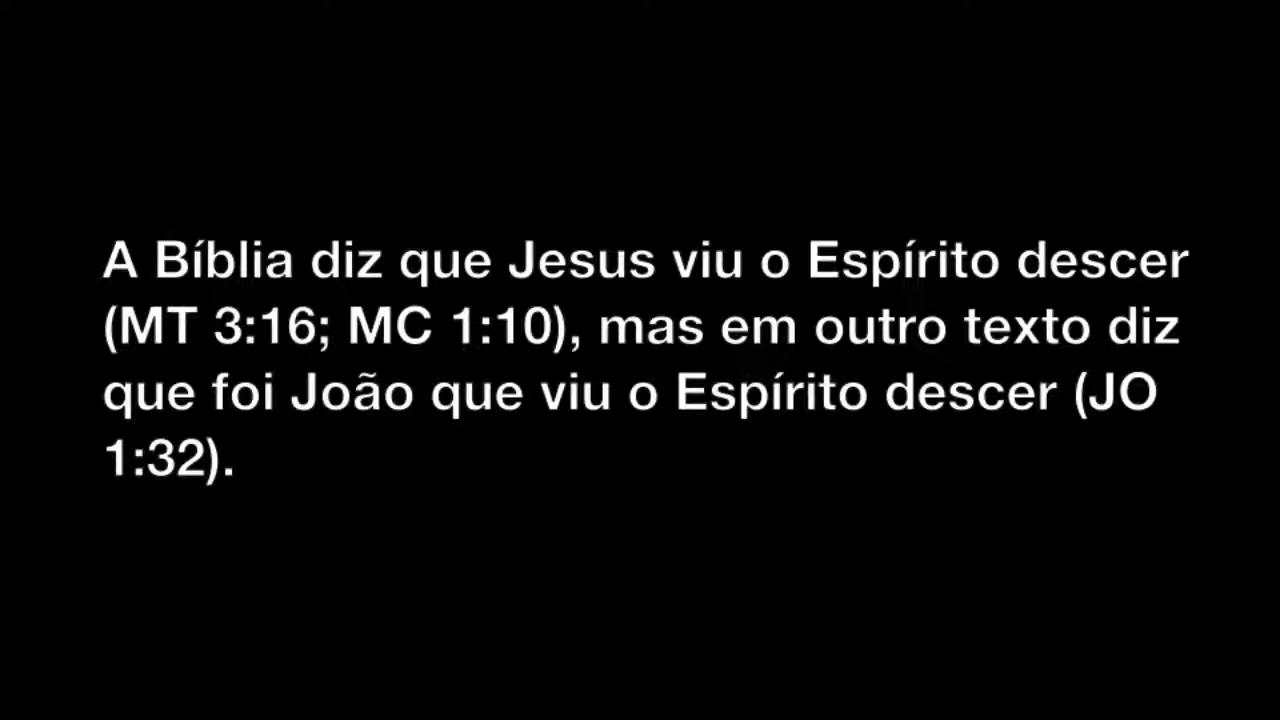 A Bíblia diz que Jesus viu o Espírito descer
(MT 3:16; MC 1:10), mas em outro texto diz
que foi João que viu o Espírito descer (JO
1:32).